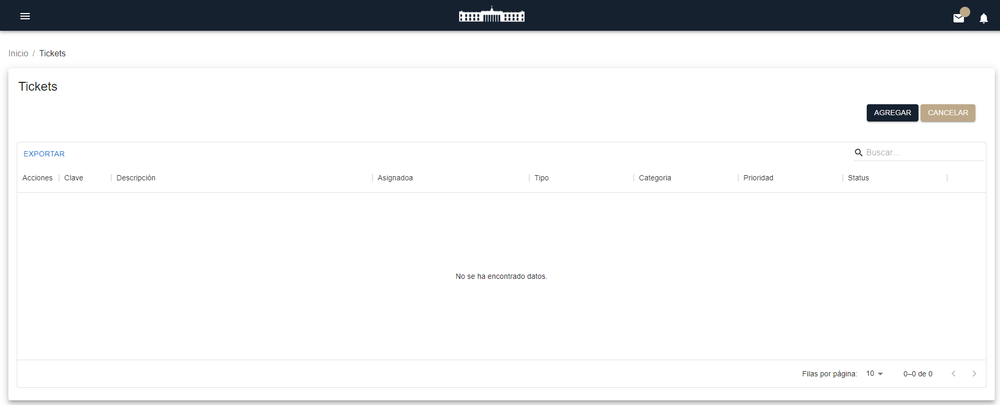 Inicio / Tickets
Tickets
AGREGAR CANCELAR
EXPORTAR Buscar...
Acciones Clave Descripción Asignadoa Tipo Categoria Prioridad Status
No se ha encontrado datos.
Filas por página: 10 0–0 de 0